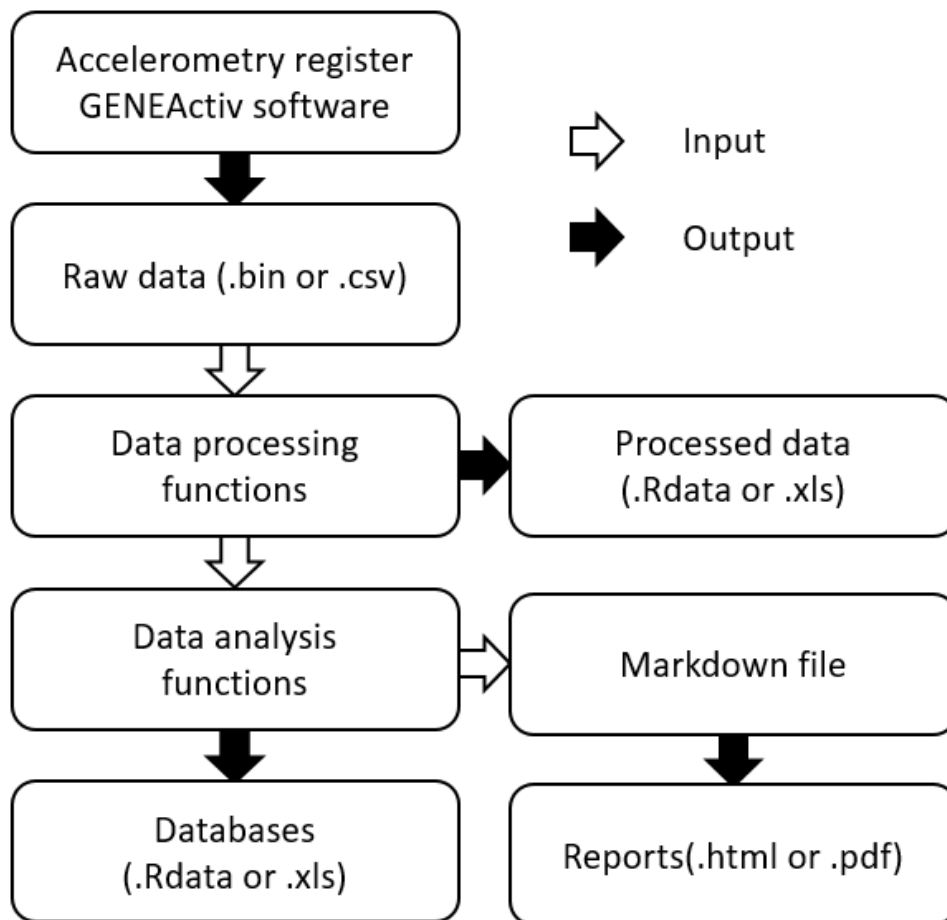 Accelerometry register
GENEActiv software
Input
Output
Raw data (.bin or .csv)
Data processing
functions
Processed data
(.Rdata or .xls)
Data analysis
functions
Markdown file
Databases
(.Rdata or .xls)
Reports(.html or .pdf)